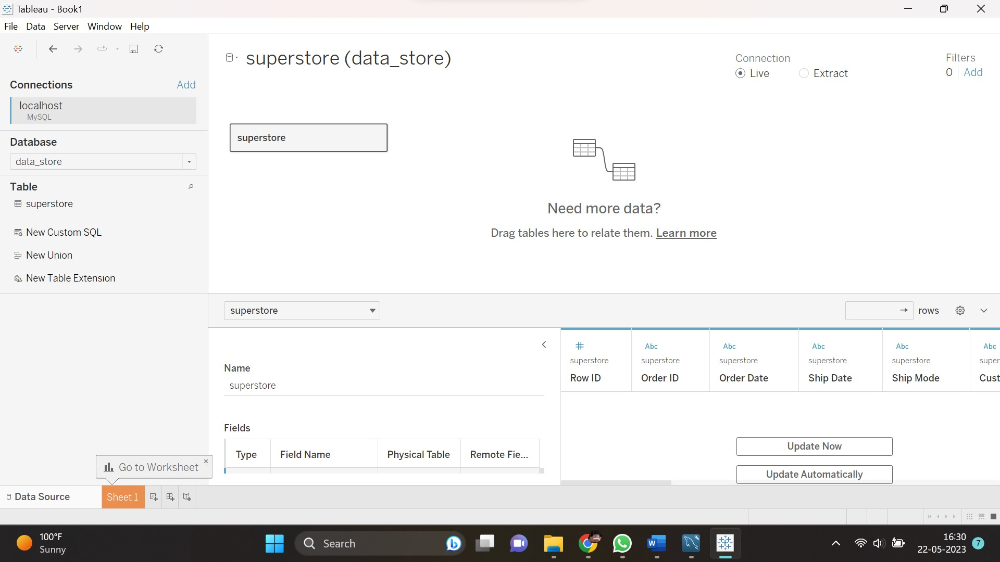 Tableau - Book1
File Data Server Window Help
superstore (data_store)
Connection
Live Extract
Filters
0 Add
Connections Add
localhost
MySQL
Database
data_store
Table
superstore
New Custom SQL
New Union
New Table Extension
superstore
Need more data?
Drag tables here to relate them. Learn more
superstore
rows
Name
superstore
Fields
Type Field Name Physical Table Remote Fie...
# Abc Abc Abc Abc Abc
superstore superstore superstore superstore superstore super
Row ID Order ID Order Date Ship Date Ship Mode Cust
Update Now
Update Automatically
Go to Worksheet
Data Source Sheet 1
100°F
Sunny
Search
16:30
22-05-2023
7